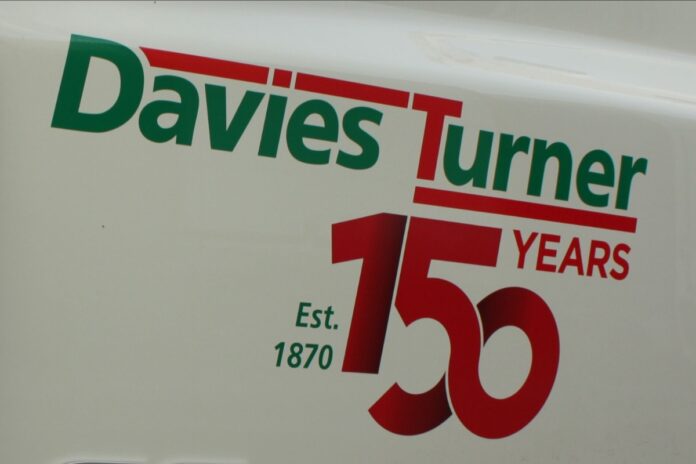 Davies Turner
150 YEARS
Est.
1870